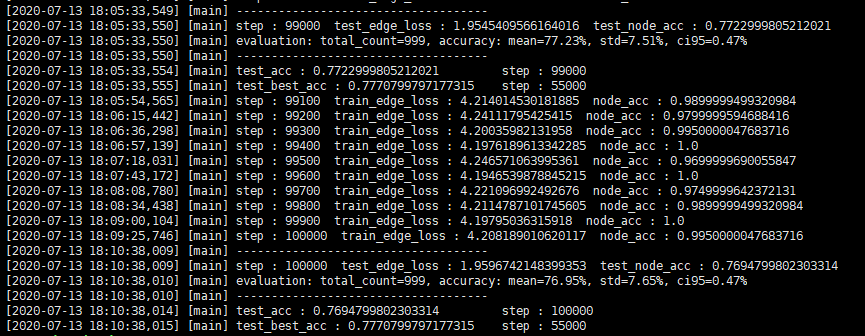 [2020-07-13 18:05:33,549] [main] -------------------------------------
[2020-07-13 18:05:33,550] [main] step : 99000  test_edge_loss : 1.9545409566164016  test_node_acc : 0.7722999805212021
[2020-07-13 18:05:33,550] [main] evaluation: total_count=999, accuracy: mean=77.23%, std=7.51%, ci95=0.47%
[2020-07-13 18:05:33,550] [main] -------------------------------------
[2020-07-13 18:05:33,554] [main] test_acc : 0.7722999805212021         step : 99000
[2020-07-13 18:05:33,555] [main] test_best_acc : 0.7770799797177315    step : 55000
[2020-07-13 18:05:54,565] [main] step : 99100  train_edge_loss : 4.214014530181885  node_acc : 0.9899999499320984
[2020-07-13 18:06:15,442] [main] step : 99200  train_edge_loss : 4.24111795425415  node_acc : 0.9799999594688416
[2020-07-13 18:06:36,298] [main] step : 99300  train_edge_loss : 4.20035982131958  node_acc : 0.9950000047683716
[2020-07-13 18:06:57,139] [main] step : 99400  train_edge_loss : 4.1976189613342285  node_acc : 1.0
[2020-07-13 18:07:18,031] [main] step : 99500  train_edge_loss : 4.246571063995361  node_acc : 0.9699999690055847
[2020-07-13 18:07:43,172] [main] step : 99600  train_edge_loss : 4.1946539878845215  node_acc : 1.0
[2020-07-13 18:08:08,780] [main] step : 99700  train_edge_loss : 4.221096992492676  node_acc : 0.9749999642372131
[2020-07-13 18:08:34,438] [main] step : 99800  train_edge_loss : 4.2114787101745605  node_acc : 0.9899999499320984
[2020-07-13 18:09:00,104] [main] step : 99900  train_edge_loss : 4.19795036315918  node_acc : 1.0
[2020-07-13 18:09:25,746] [main] step : 100000  train_edge_loss : 4.208189010620117  node_acc : 0.9950000047683716
[2020-07-13 18:10:38,009] [main] -------------------------------------
[2020-07-13 18:10:38,009] [main] step : 100000  test_edge_loss : 1.9596742148399353  test_node_acc : 0.7694799802303314
[2020-07-13 18:10:38,010] [main] evaluation: total_count=999, accuracy: mean=76.95%, std=7.65%, ci95=0.47%
[2020-07-13 18:10:38,010] [main] -------------------------------------
[2020-07-13 18:10:38,014] [main] test_acc : 0.7694799802303314         step : 100000
[2020-07-13 18:10:38,015] [main] test_best_acc : 0.7770799797177315    step : 55000